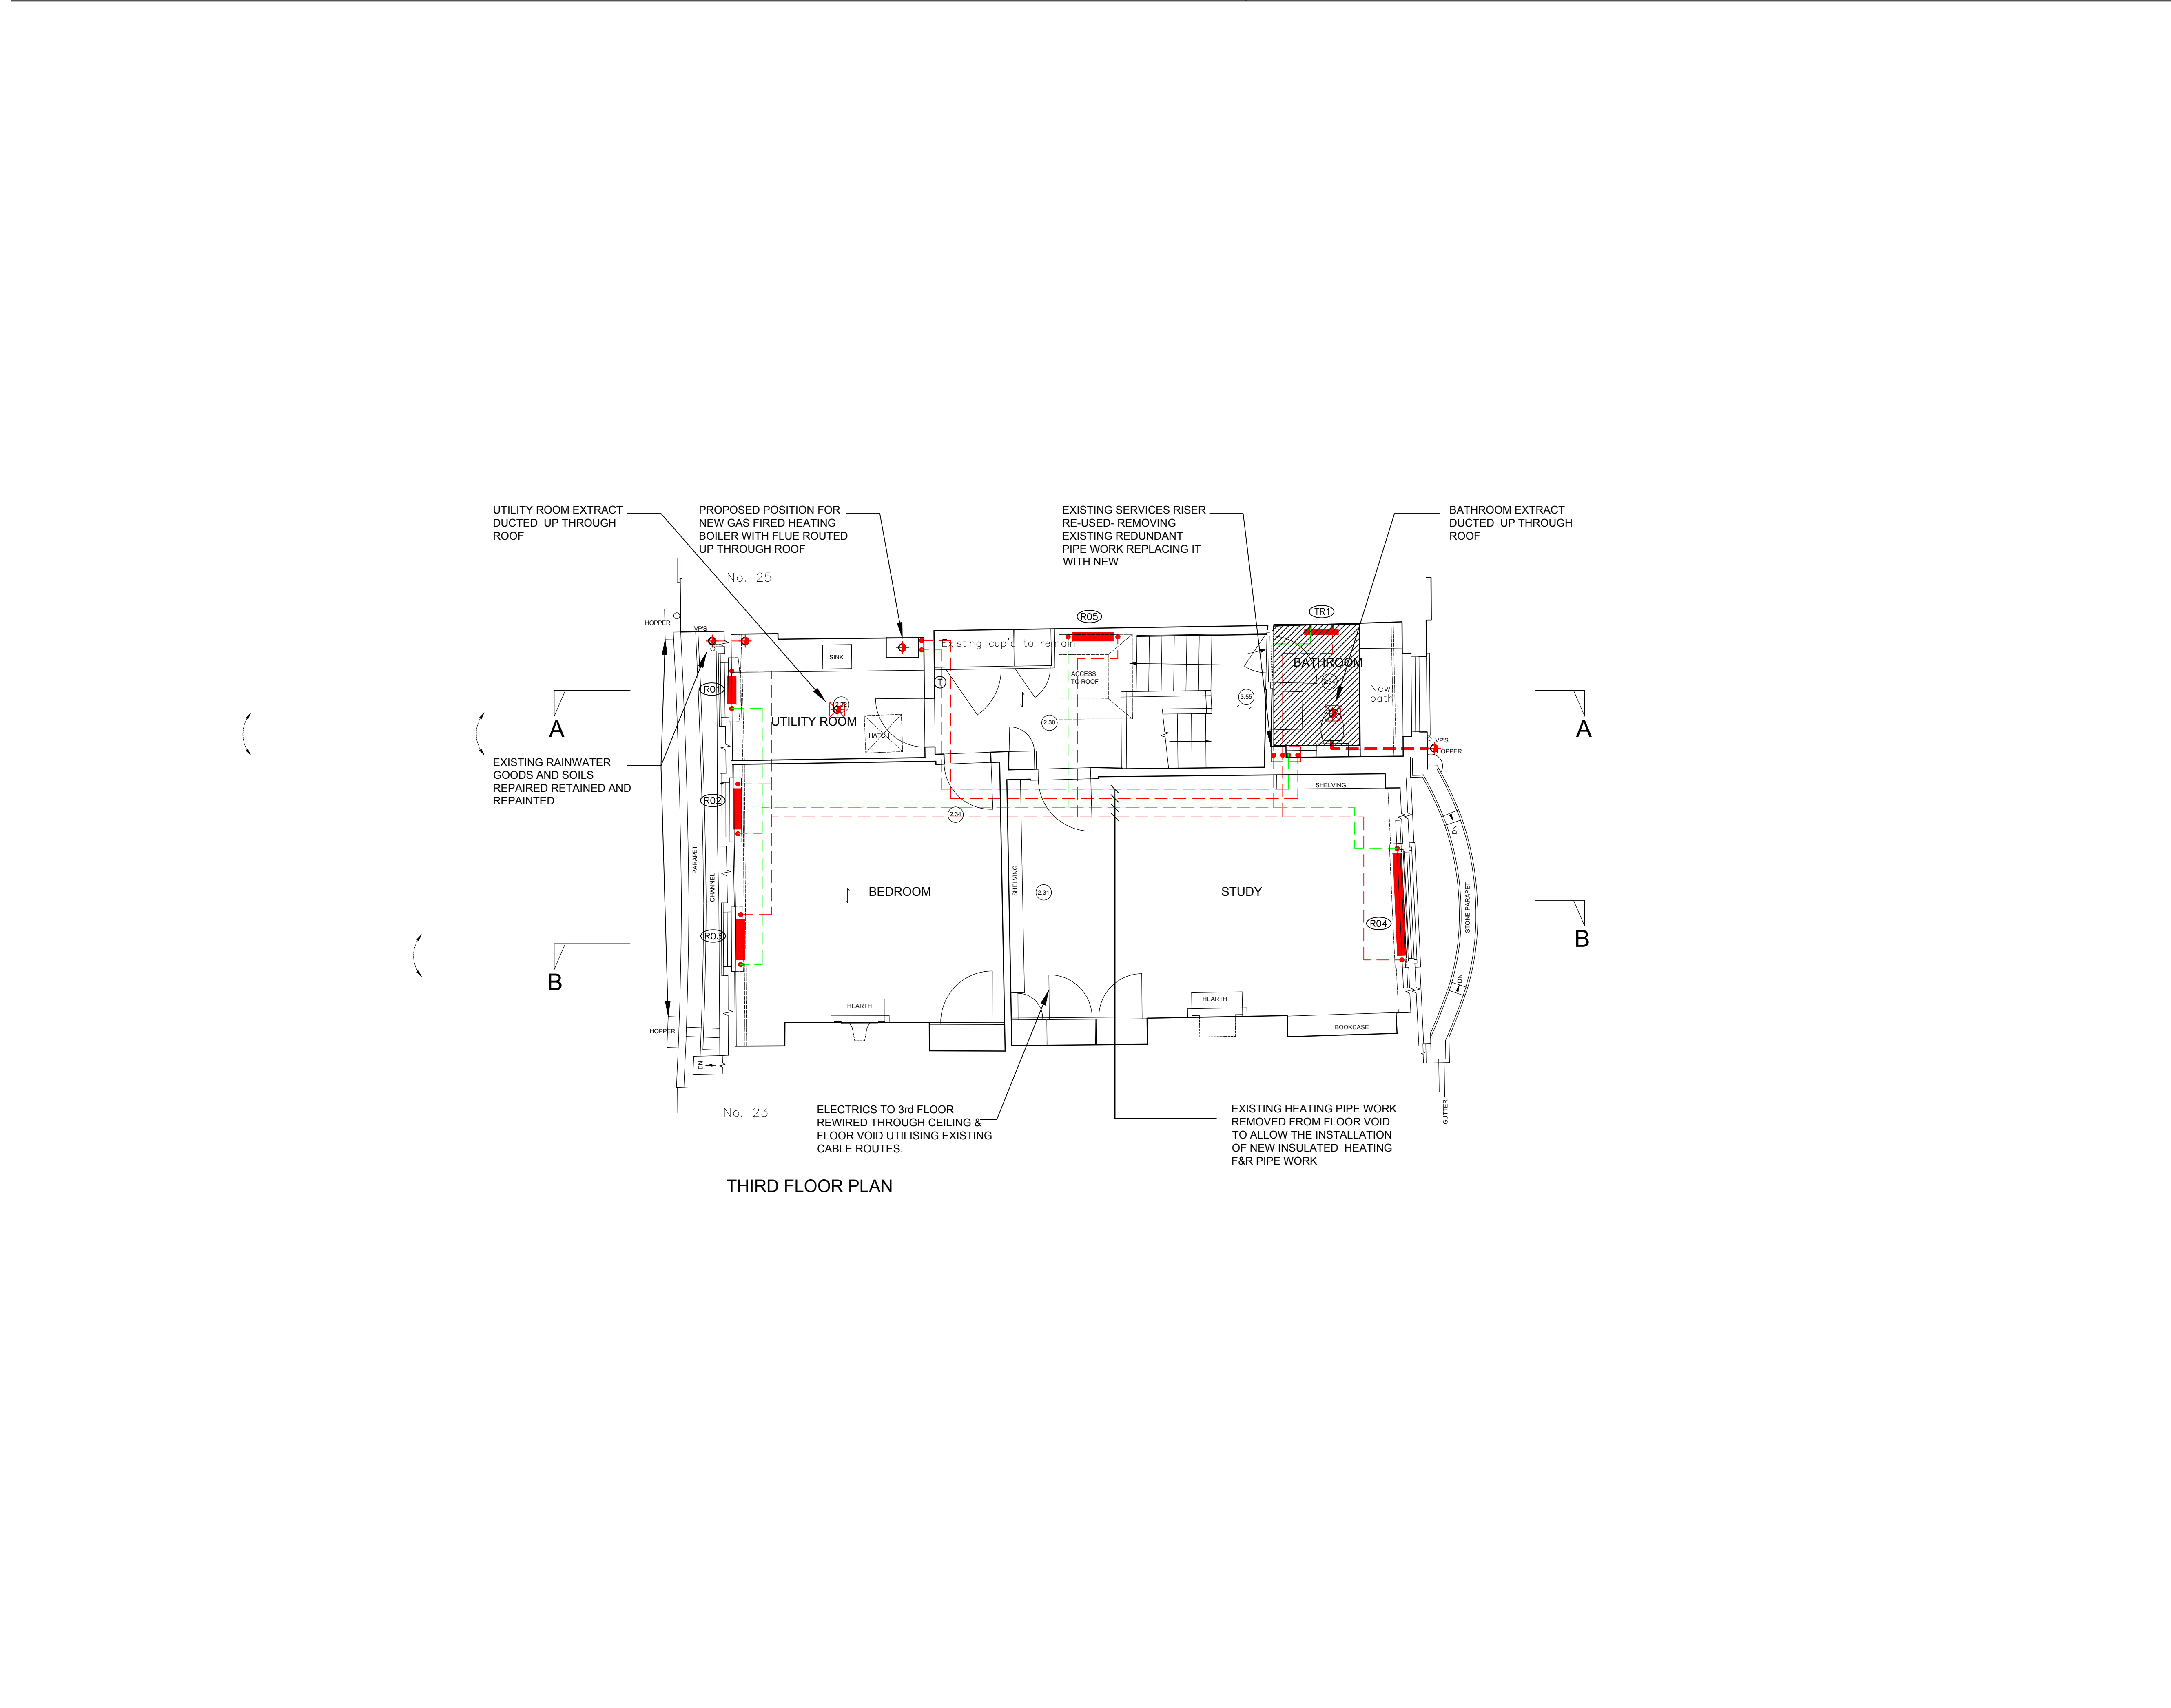 UTILITY ROOM EXTRACT
DUCTED UP THROUGH
ROOF
PROPOSED POSITION FOR
NEW GAS FIRED HEATING
BOILER WITH FLUE ROUTED
UP THROUGH ROOF
EXISTING SERVICES RISER
RE-USED- REMOVING
EXISTING REDUNDANT
PIPE WORK REPLACING IT
WITH NEW
BATHROOM EXTRACT
DUCTED UP THROUGH
ROOF
No. 25
HOPPER
VP'S
R05
TR1
Existing cup'd to remain
SINK
BATHROOM
ACCESS
TO ROOF
T
R01
2.34
New
bath
3.55
UTILITY ROOM
2.30
HATCH
A
A
VP'S
HOPPER
EXISTING RAINWATER
GOODS AND SOILS
REPAIRED RETAINED AND
REPAINTED
SHELVING
R02
2.34
DN
PARAPET
CHANNEL
BEDROOM
SHELVING
2.31
STUDY
STONE PARAPET
R03
R04
B
B
DN
HEARTH
HEARTH
HOPPER
BOOKCASE
DN
No. 23
GUTTER
ELECTRICS TO 3rd FLOOR
REWIRED THROUGH CEILING &
FLOOR VOID UTILISING EXISTING
CABLE ROUTES.
EXISTING HEATING PIPE WORK
REMOVED FROM FLOOR VOID
TO ALLOW THE INSTALLATION
OF NEW INSULATED HEATING
F&R PIPE WORK
THIRD FLOOR PLAN